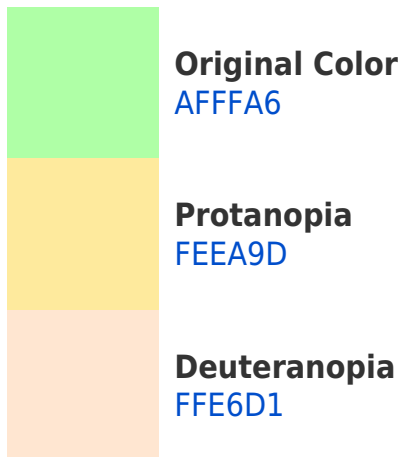 Original Color
AFFFA6
Protanopia
FEEA9D
Deuteranopia
FFE6D1